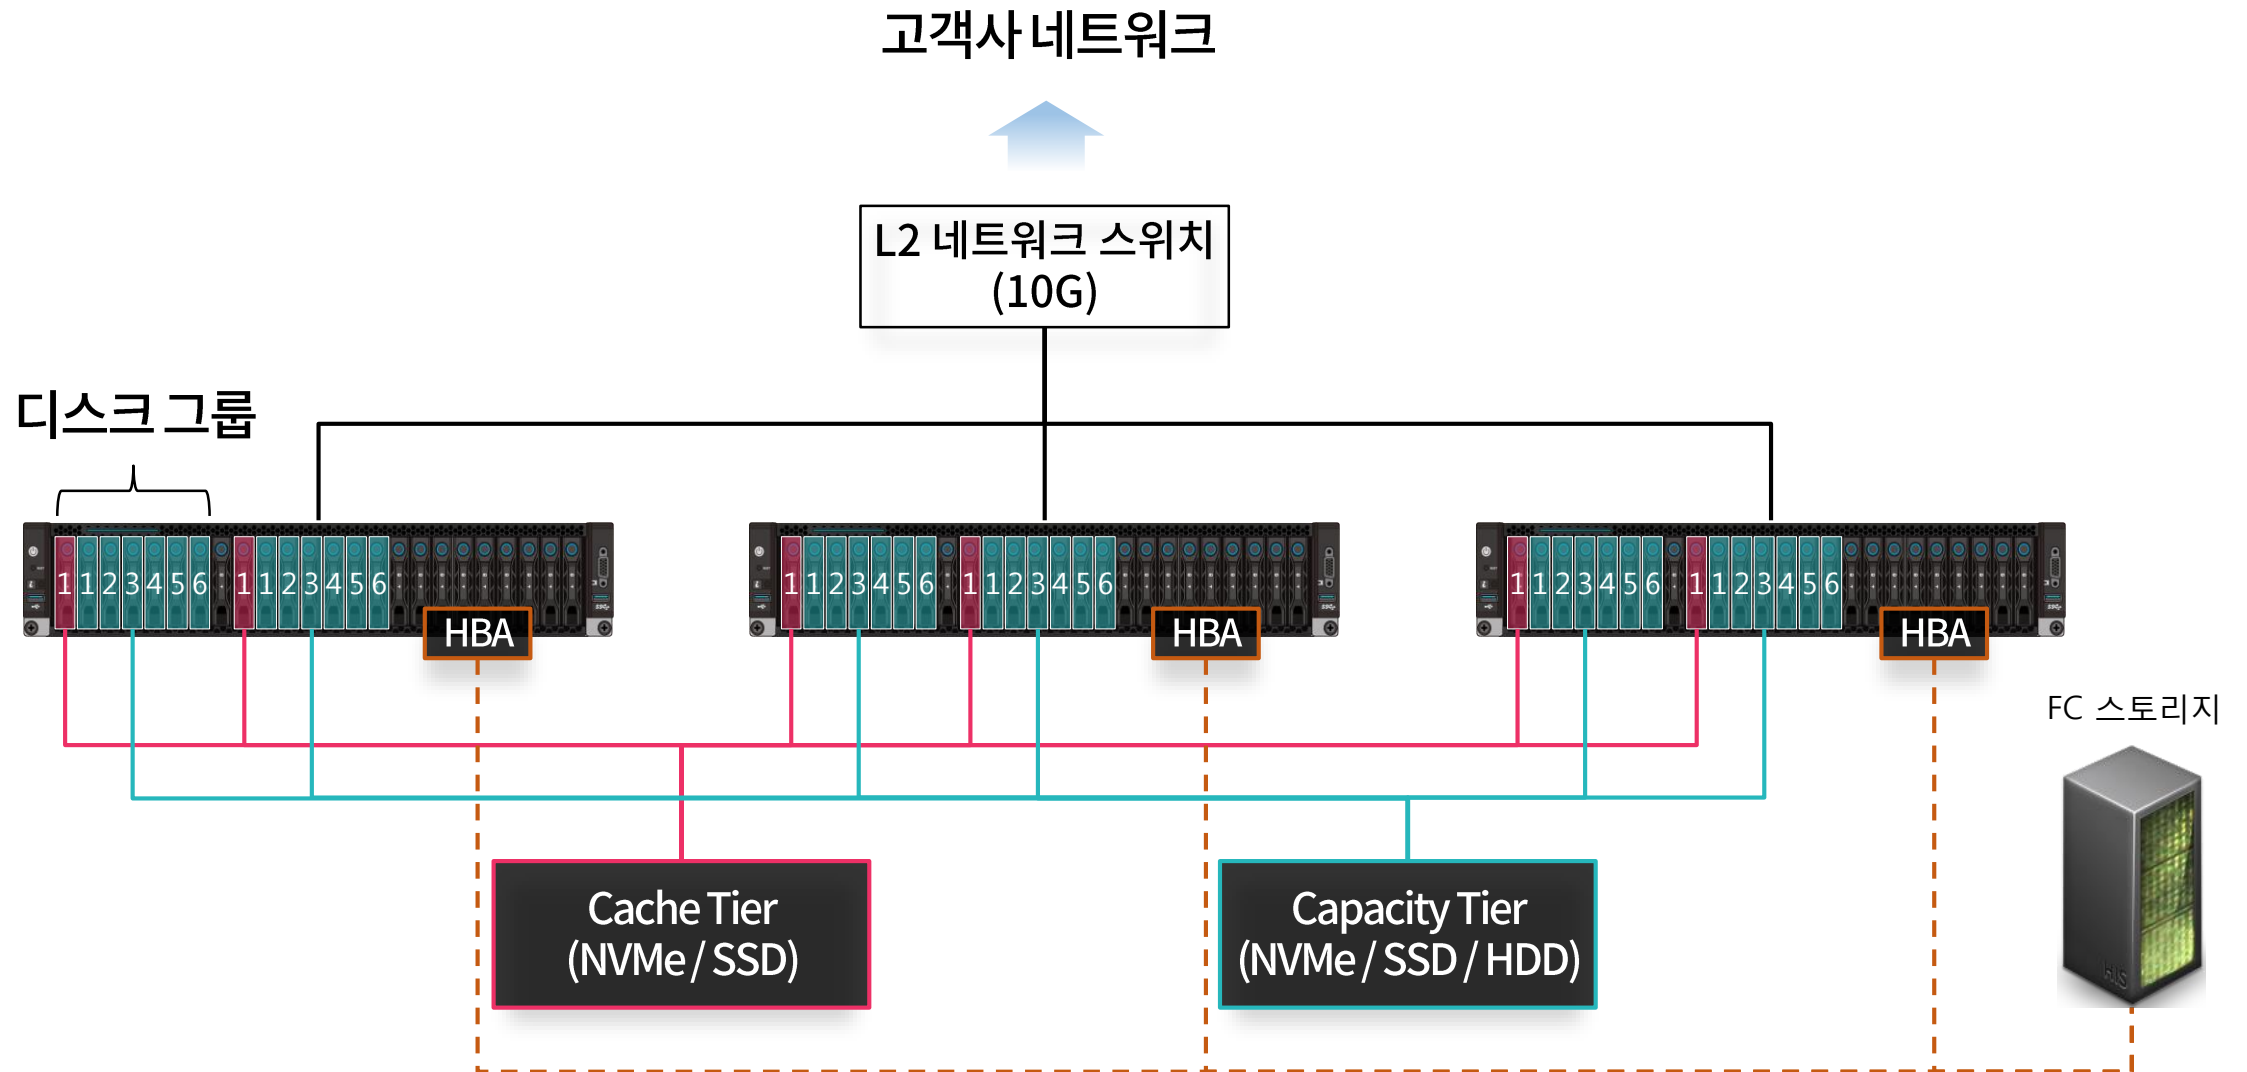 고객사 네트워크
L2 네트워크 스위치
(10G)
디스크 그룹
1 1 2 3 4 5 6 1 1 2 3 4 5 6
1 1 2 3 4 5 6 1 1 2 3 4 5 6
1 1 2 3 4 5 6 1 1 2 3 4 5 6
HBA
HBA
HBA
FC 스토리지
Cache Tier
(NVMe / SSD)
Capacity Tier
(NVMe / SSD / HDD)
HIS